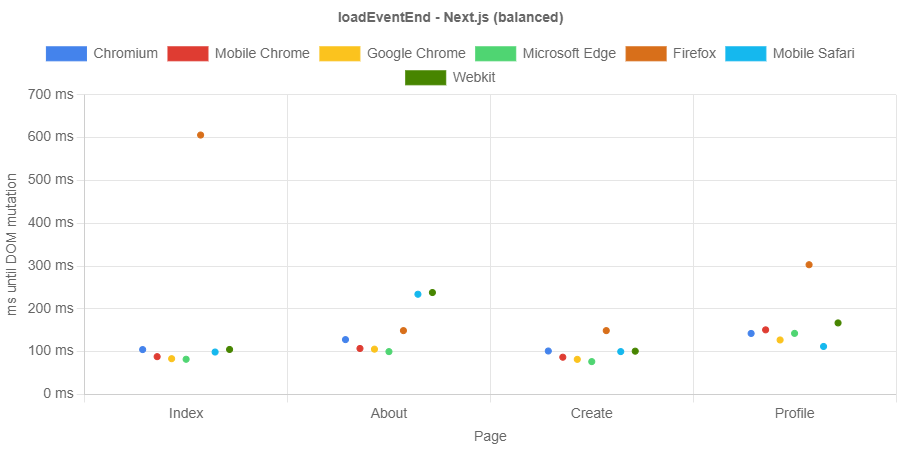 loadEventEnd - Next.js (balanced)
Chromium Mobile Chrome Google Chrome Microsoft Edge Firefox Mobile Safari
Webkit
ms until DOM mutation
700 ms
600 ms
500 ms
400 ms
300 ms
200 ms
100 ms
0 ms
Index About Create Profile
Page